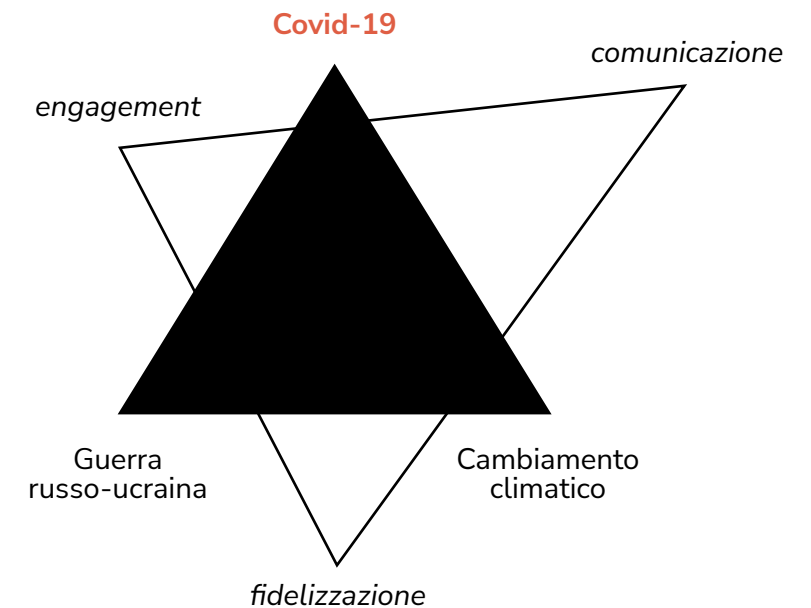 Covid-19
comunicazione
engagement
Guerra
russo-ucraina
Cambiamento
climatico
fidelizzazione